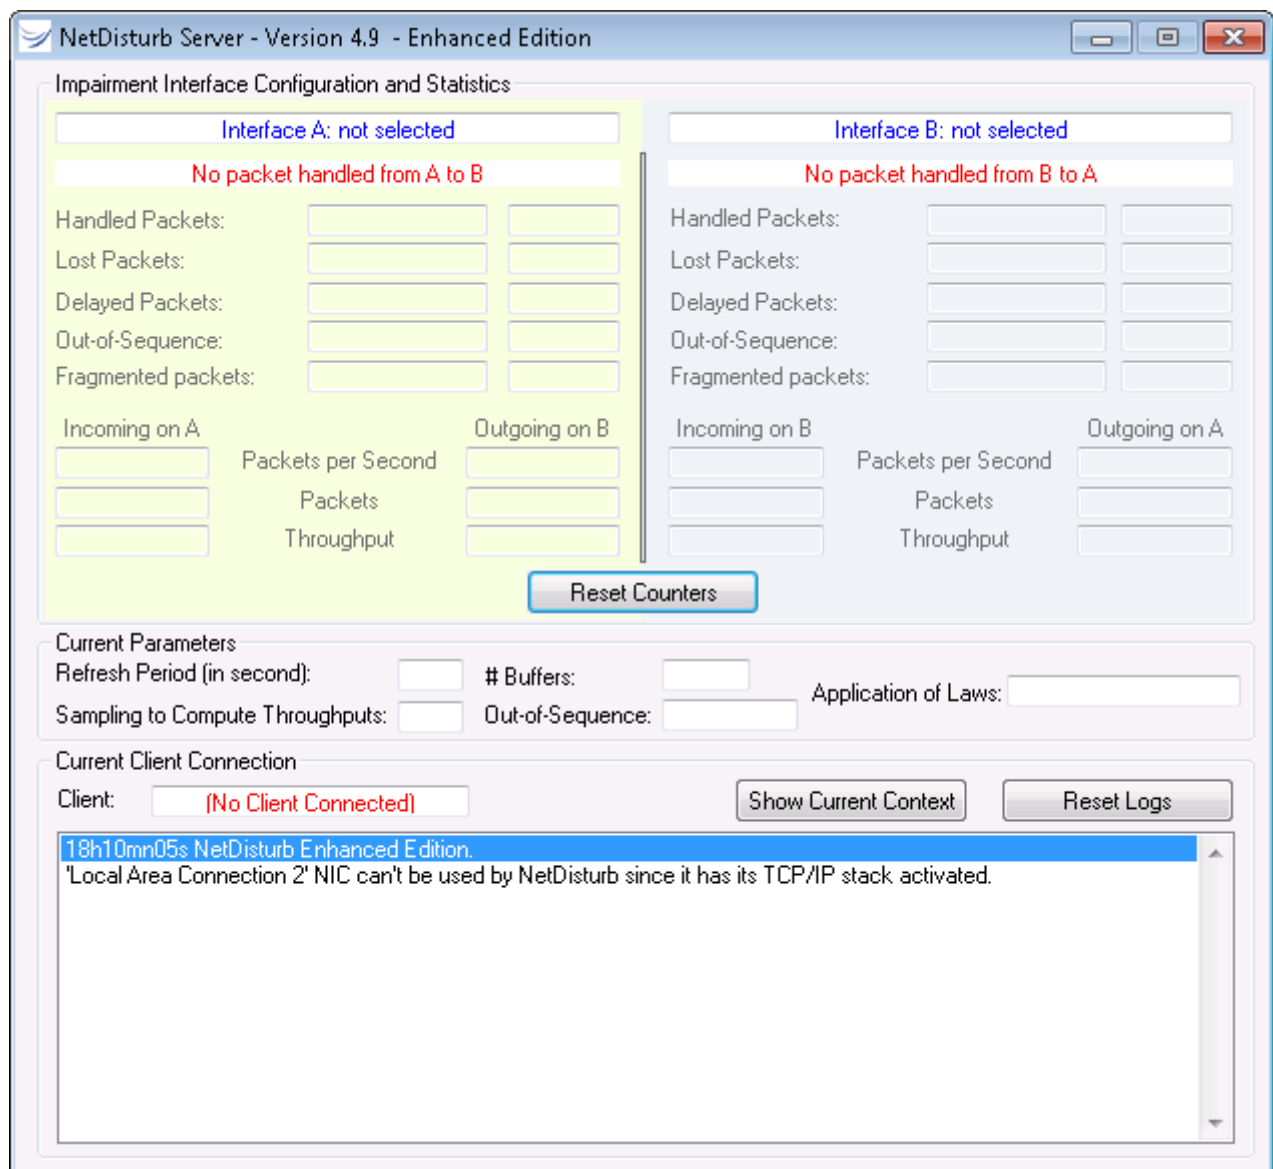 NetDisturb Server - Version 4.9 - Enhanced Edition
Impairment Interface Configuration and Statistics
Interface A: not selected
No packet handled from A to B
Handled Packets:
Lost Packets:
Delayed Packets:
Out-of-Sequence:
Fragmented packets:
Incoming on A Outgoing on B
Packets per Second
Packets
Throughput
Interface B: not selected
No packet handled from B to A
Handled Packets:
Lost Packets:
Delayed Packets:
Out-of-Sequence:
Fragmented packets:
Incoming on B Outgoing on A
Packets per Second
Packets
Throughput
Reset Counters
Current Parameters
Refresh Period (in second): # Buffers:
Application of Laws:
Sampling to Compute Throughputs: Out-of-Sequence:
Current Client Connection
Client: (No Client Connected) Show Current Context Reset Logs
18h10mn05s NetDisturb Enhanced Edition.
'Local Area Connection 2' NIC can't be used by NetDisturb since it has its TCP/IP stack activated.